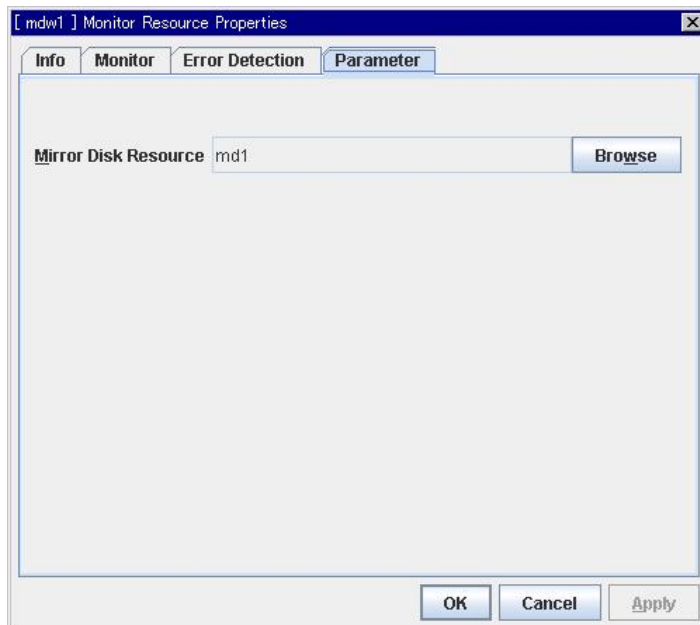 [ mdw1 ] Monitor Resource Properties
Info Monitor Error Detection Parameter
Mirror Disk Resource md1 Browse
OK Cancel Apply